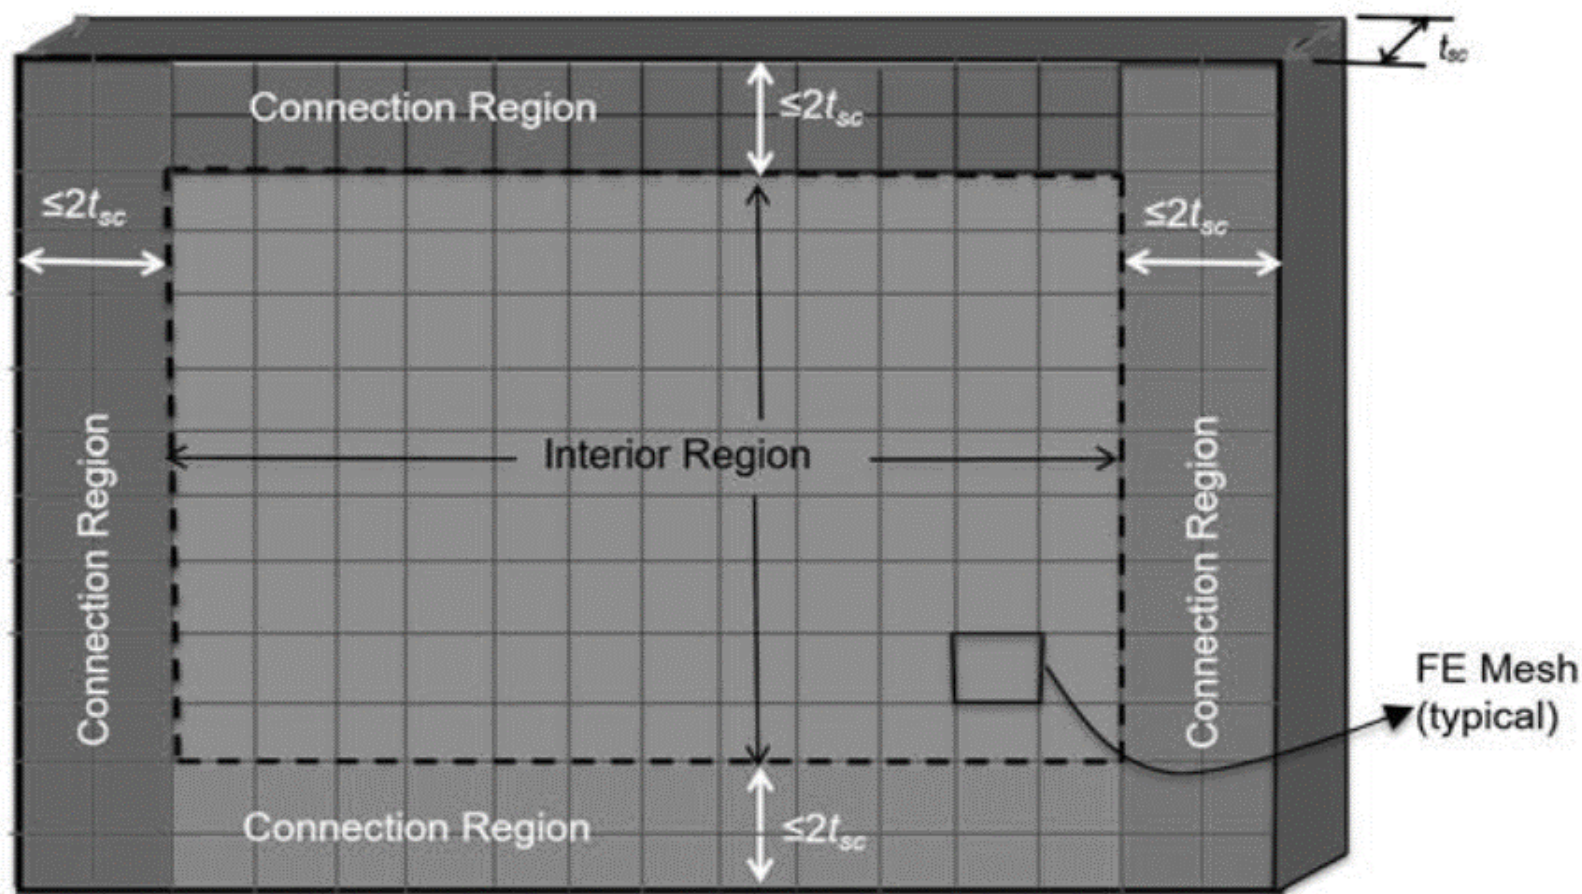 t_sc
Connection Region
≤2t_sc
≤2t_sc
≤2t_sc
Interior Region
Connection Region
Connection Region
FE Mesh
(typical)
Connection Region
≤2t_sc